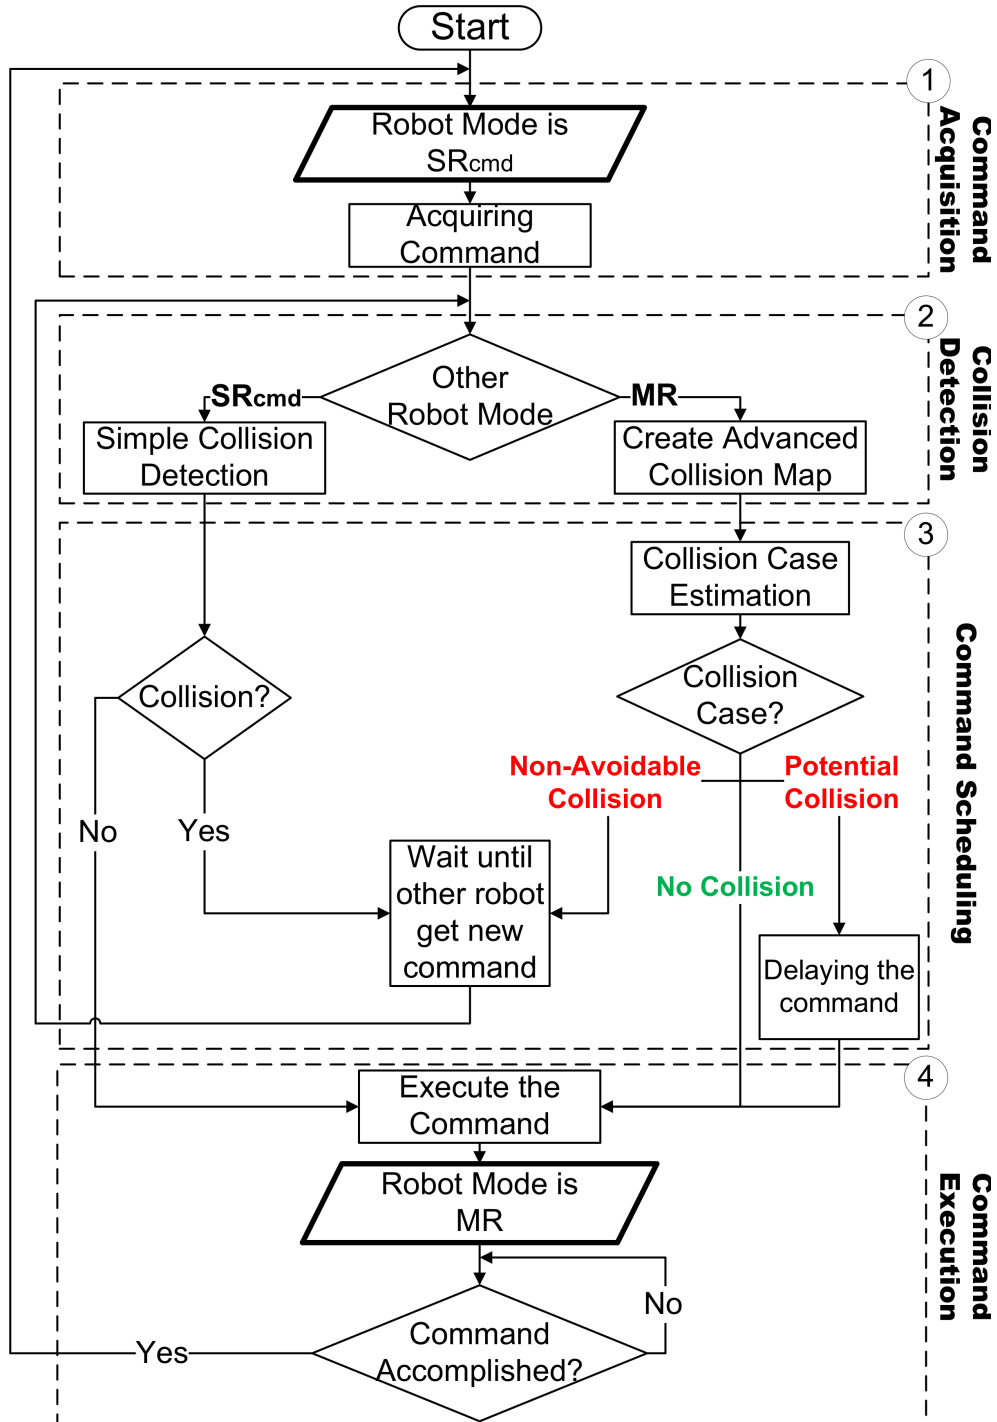 Start
1
Command
Acquisition
Robot Mode is
SRcmd
Acquiring
Command
2
Collision
Detection
Other
Robot Mode
SRcmd
MR
Simple Collision
Detection
Create Advanced
Collision Map
3
Command Scheduling
Collision Case
Estimation
Collision?
Collision
Case?
Non-Avoidable
Collision
Potential
Collision
No
Yes
Wait until
other robot
get new
command
No Collision
Delaying the
command
4
Command
Execution
Execute the
Command
Robot Mode is
MR
No
Command
Accomplished?
Yes